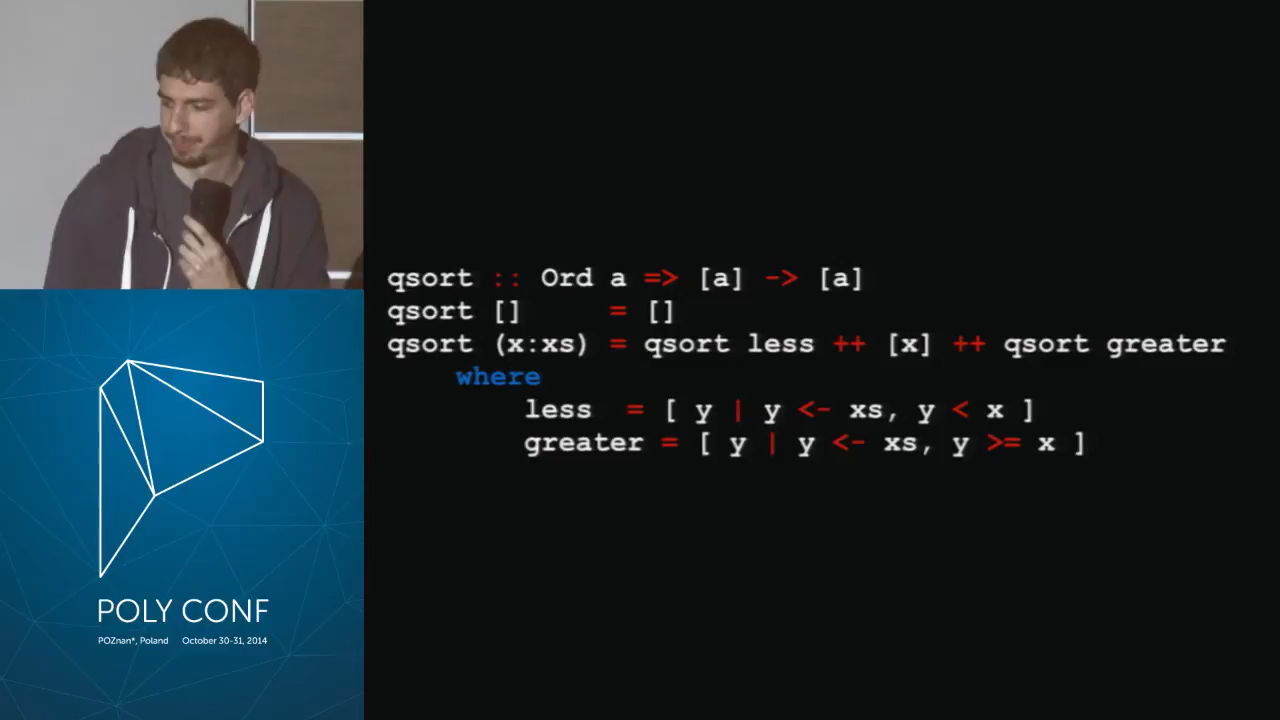 qsort :: Ord a => [a] -> [a]
qsort []     = []
qsort (x:xs) = qsort less ++ [x] ++ qsort greater
    where
        less  = [ y | y <- xs, y < x ]
        greater = [ y | y <- xs, y >= x ]
POLY CONF
POZnan*, Poland October 30-31, 2014